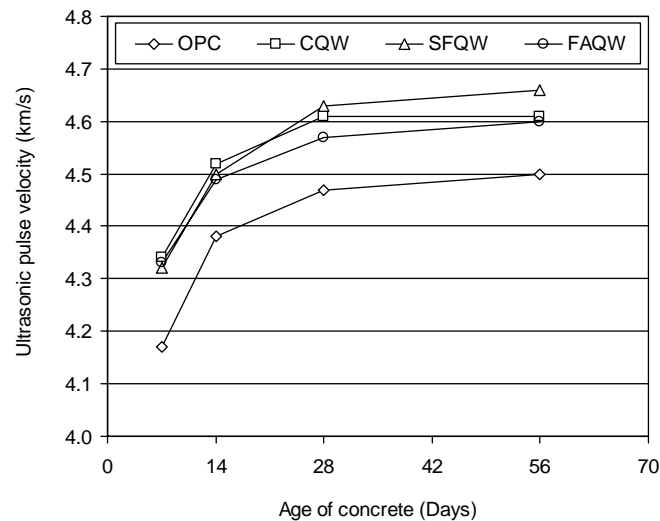 4.8
OPC CQW SFQW FAQW
4.7
4.6
4.5
4.4
4.3
4.2
4.1
4.0
0 14 28 42 56 70
Ultrasonic pulse velocity (km/s)
Age of concrete (Days)